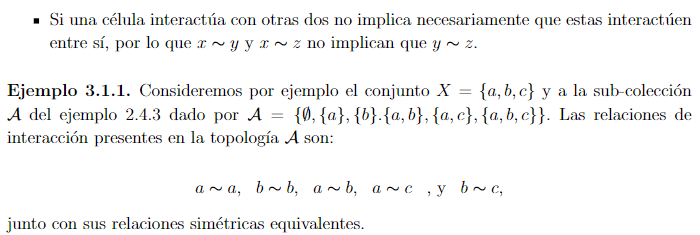 ▪ Si una célula interactúa con otras dos no implica necesariamente que estas interactúen
entre sí, por lo que x ∼ y y x ∼ z no implican que y ∼ z.
Ejemplo 3.1.1. Consideremos por ejemplo el conjunto X = {a, b, c} y a la sub-colección
𝒜 del ejemplo 2.4.3 dado por 𝒜 = {∅, {a}, {b}.{a, b}, {a, c}, {a, b, c}}. Las relaciones de
interacción presentes en la topología 𝒜 son:
a ∼ a, b ∼ b, a ∼ b, a ∼ c , y b ∼ c,
junto con sus relaciones simétricas equivalentes.